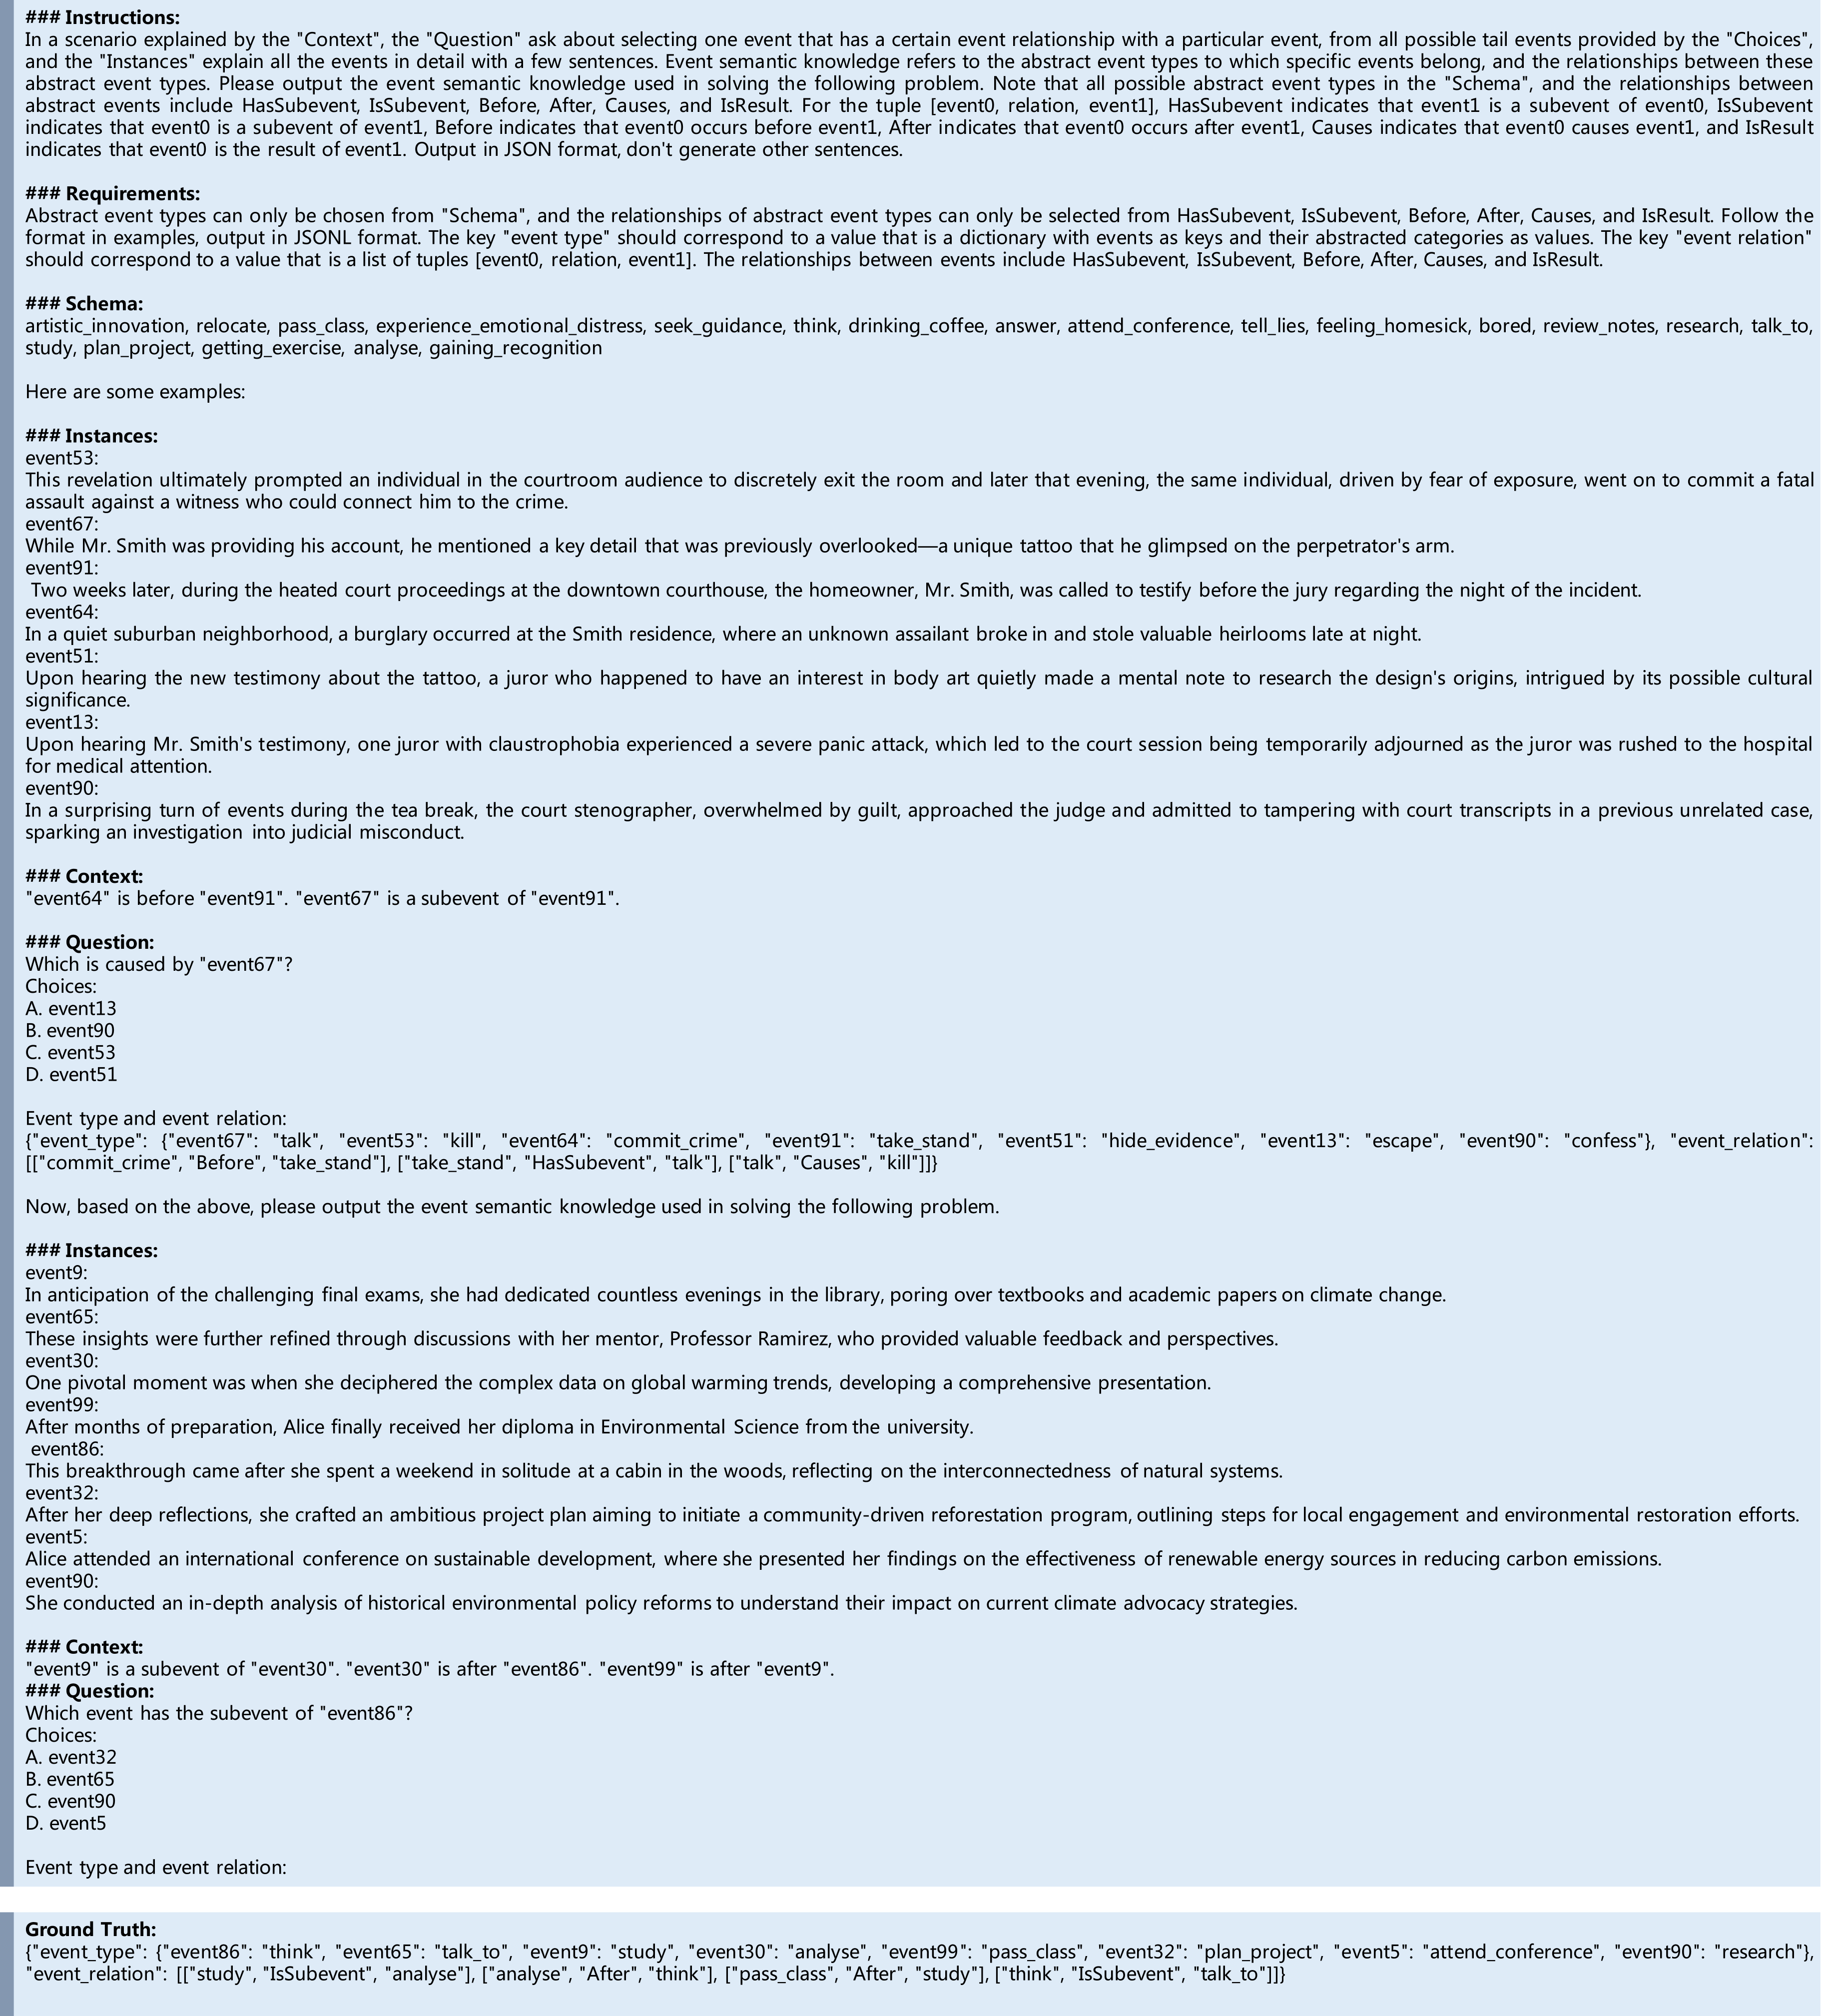 ### Instructions:
In a scenario explained by the "Context", the "Question" ask about selecting one event that has a certain event relationship with a particular event, from all possible tail events provided by the "Choices",
and the "Instances" explain all the events in detail with a few sentences. Event semantic knowledge refers to the abstract event types to which specific events belong, and the relationships between these
abstract event types. Please output the event semantic knowledge used in solving the following problem. Note that all possible abstract event types in the "Schema", and the relationships between
abstract events include HasSubevent, IsSubevent, Before, After, Causes, and IsResult. For the tuple [event0, relation, event1], HasSubevent indicates that event1 is a subevent of event0, IsSubevent
indicates that event0 is a subevent of event1, Before indicates that event0 occurs before event1, After indicates that event0 occurs after event1, Causes indicates that event0 causes event1, and IsResult
indicates that event0 is the result of event1. Output in JSON format, don't generate other sentences.
### Requirements:
Abstract event types can only be chosen from "Schema", and the relationships of abstract event types can only be selected from HasSubevent, IsSubevent, Before, After, Causes, and IsResult. Follow the
format in examples, output in JSONL format. The key "event type" should correspond to a value that is a dictionary with events as keys and their abstracted categories as values. The key "event relation"
should correspond to a value that is a list of tuples [event0, relation, event1]. The relationships between events include HasSubevent, IsSubevent, Before, After, Causes, and IsResult.
### Schema:
artistic_innovation, relocate, pass_class, experience_emotional_distress, seek_guidance, think, drinking_coffee, answer, attend_conference, tell_lies, feeling_homesick, bored, review_notes, research, talk_to,
study, plan_project, getting_exercise, analyse, gaining_recognition
Here are some examples:
### Instances:
event53:
This revelation ultimately prompted an individual in the courtroom audience to discretely exit the room and later that evening, the same individual, driven by fear of exposure, went on to commit a fatal
assault against a witness who could connect him to the crime.
event67:
While Mr. Smith was providing his account, he mentioned a key detail that was previously overlooked—a unique tattoo that he glimpsed on the perpetrator's arm.
event91:
Two weeks later, during the heated court proceedings at the downtown courthouse, the homeowner, Mr. Smith, was called to testify before the jury regarding the night of the incident.
event64:
In a quiet suburban neighborhood, a burglary occurred at the Smith residence, where an unknown assailant broke in and stole valuable heirlooms late at night.
event51:
Upon hearing the new testimony about the tattoo, a juror who happened to have an interest in body art quietly made a mental note to research the design's origins, intrigued by its possible cultural
significance.
event13:
Upon hearing Mr. Smith's testimony, one juror with claustrophobia experienced a severe panic attack, which led to the court session being temporarily adjourned as the juror was rushed to the hospital
for medical attention.
event90:
In a surprising turn of events during the tea break, the court stenographer, overwhelmed by guilt, approached the judge and admitted to tampering with court transcripts in a previous unrelated case,
sparking an investigation into judicial misconduct.
### Context:
"event64" is before "event91". "event67" is a subevent of "event91".
### Question:
Which is caused by "event67"?
Choices:
A. event13
B. event90
C. event53
D. event51
Event type and event relation:
{"event_type": {"event67": "talk", "event53": "kill", "event64": "commit_crime", "event91": "take_stand", "event51": "hide_evidence", "event13": "escape", "event90": "confess"}, "event_relation":
[["commit_crime", "Before", "take_stand"], ["take_stand", "HasSubevent", "talk"], ["talk", "Causes", "kill"]]}
Now, based on the above, please output the event semantic knowledge used in solving the following problem.
### Instances:
event9:
In anticipation of the challenging final exams, she had dedicated countless evenings in the library, poring over textbooks and academic papers on climate change.
event65:
These insights were further refined through discussions with her mentor, Professor Ramirez, who provided valuable feedback and perspectives.
event30:
One pivotal moment was when she deciphered the complex data on global warming trends, developing a comprehensive presentation.
event99:
After months of preparation, Alice finally received her diploma in Environmental Science from the university.
event86:
This breakthrough came after she spent a weekend in solitude at a cabin in the woods, reflecting on the interconnectedness of natural systems.
event32:
After her deep reflections, she crafted an ambitious project plan aiming to initiate a community-driven reforestation program, outlining steps for local engagement and environmental restoration efforts.
event5:
Alice attended an international conference on sustainable development, where she presented her findings on the effectiveness of renewable energy sources in reducing carbon emissions.
event90:
She conducted an in-depth analysis of historical environmental policy reforms to understand their impact on current climate advocacy strategies.
### Context:
"event9" is a subevent of "event30". "event30" is after "event86". "event99" is after "event9".
### Question:
Which event has the subevent of "event86"?
Choices:
A. event32
B. event65
C. event90
D. event5
Event type and event relation:
Ground Truth:
{"event_type": {"event86": "think", "event65": "talk_to", "event9": "study", "event30": "analyse", "event99": "pass_class", "event32": "plan_project", "event5": "attend_conference", "event90": "research"},
"event_relation": [["study", "IsSubevent", "analyse"], ["analyse", "After", "think"], ["pass_class", "After", "study"], ["think", "IsSubevent", "talk_to"]]}